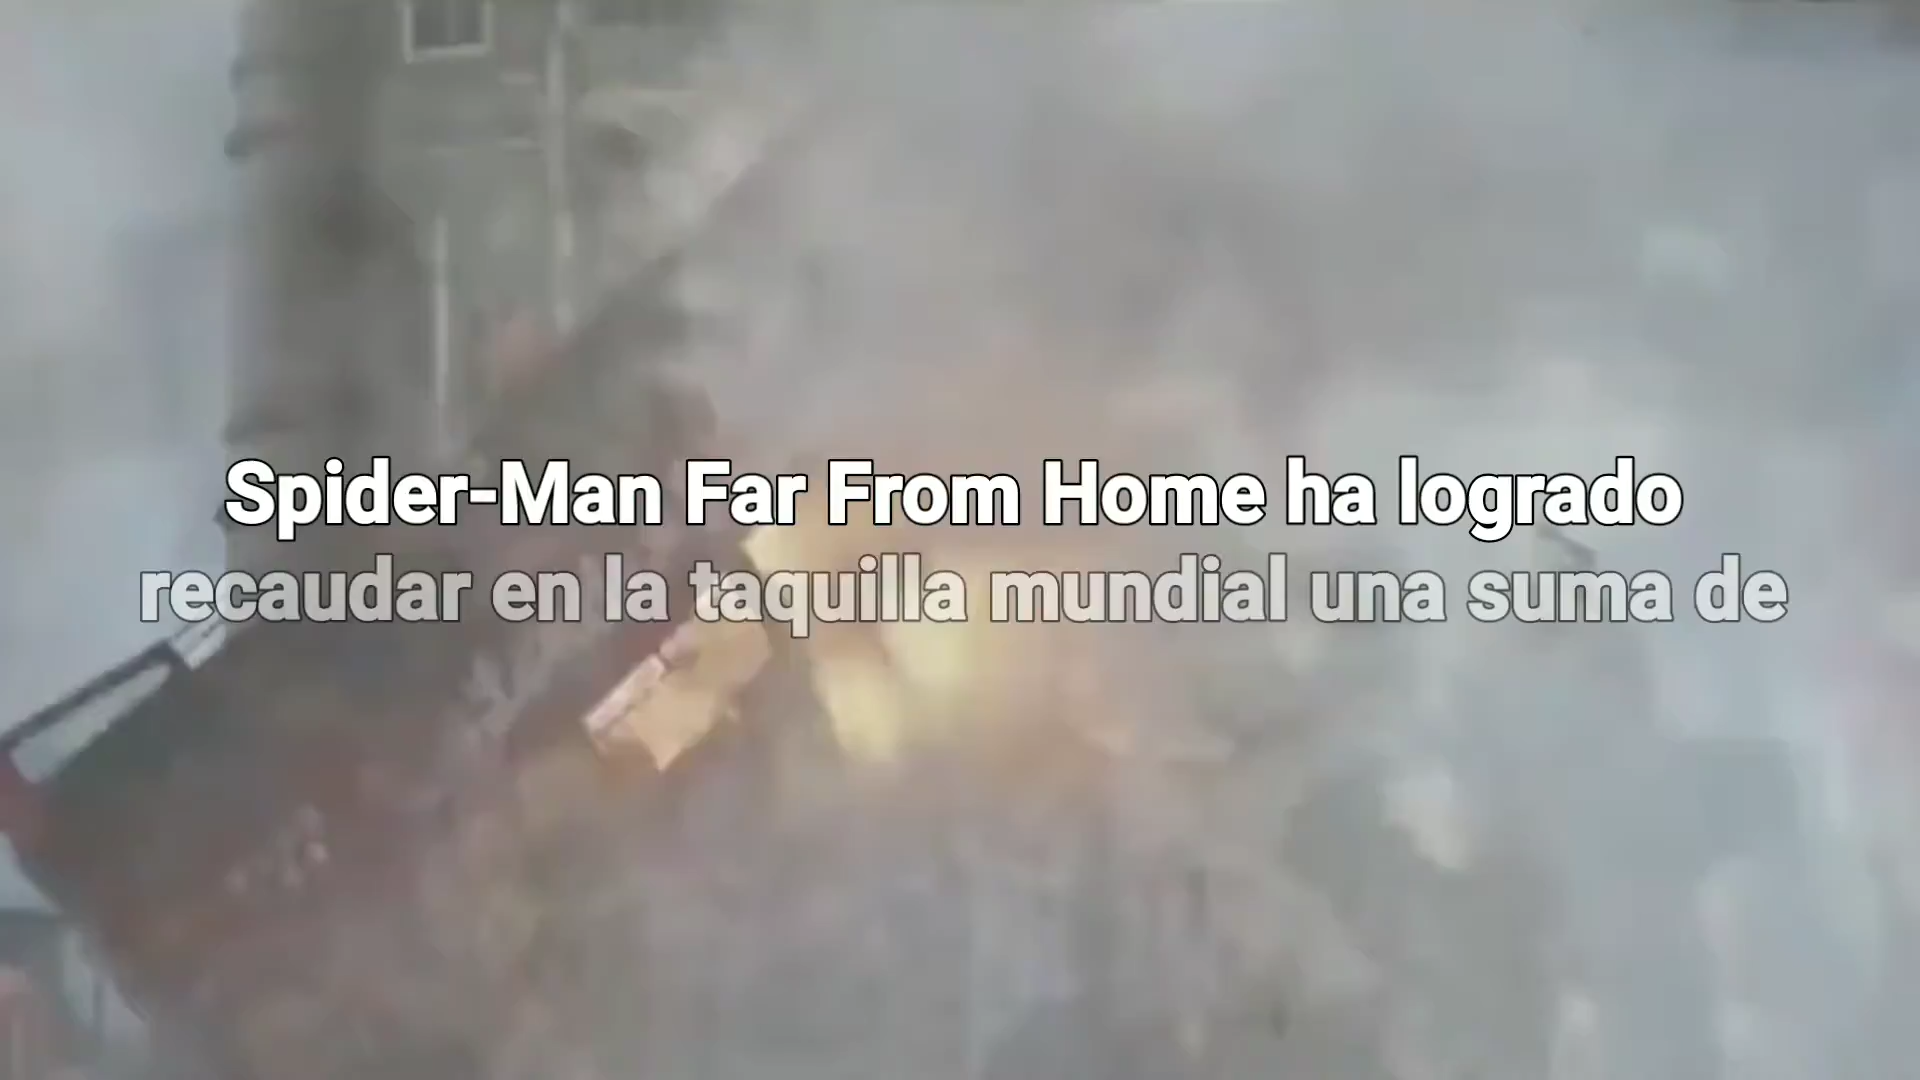 Spider-Man Far From Home ha logrado
recaudar en la taquilla mundial una suma de